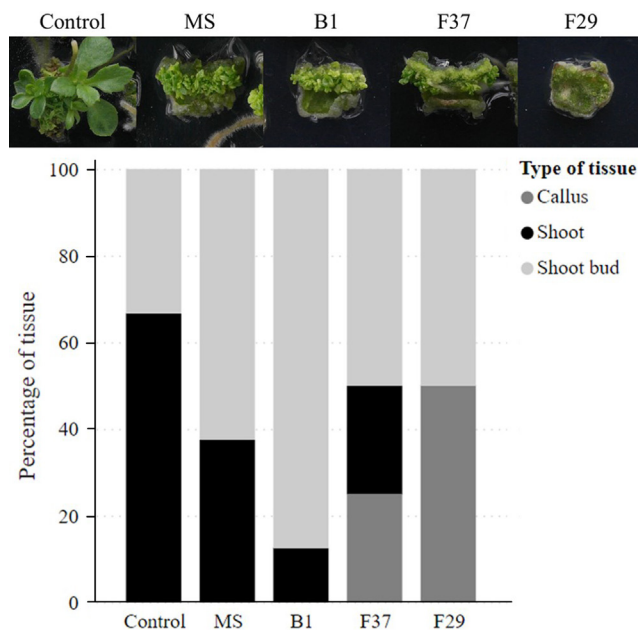 Control MS B1 F37 F29
Type of tissue
Callus
Shoot
Shoot bud
Percentage of tissue
100
80
60
40
20
0
Control MS B1 F37 F29